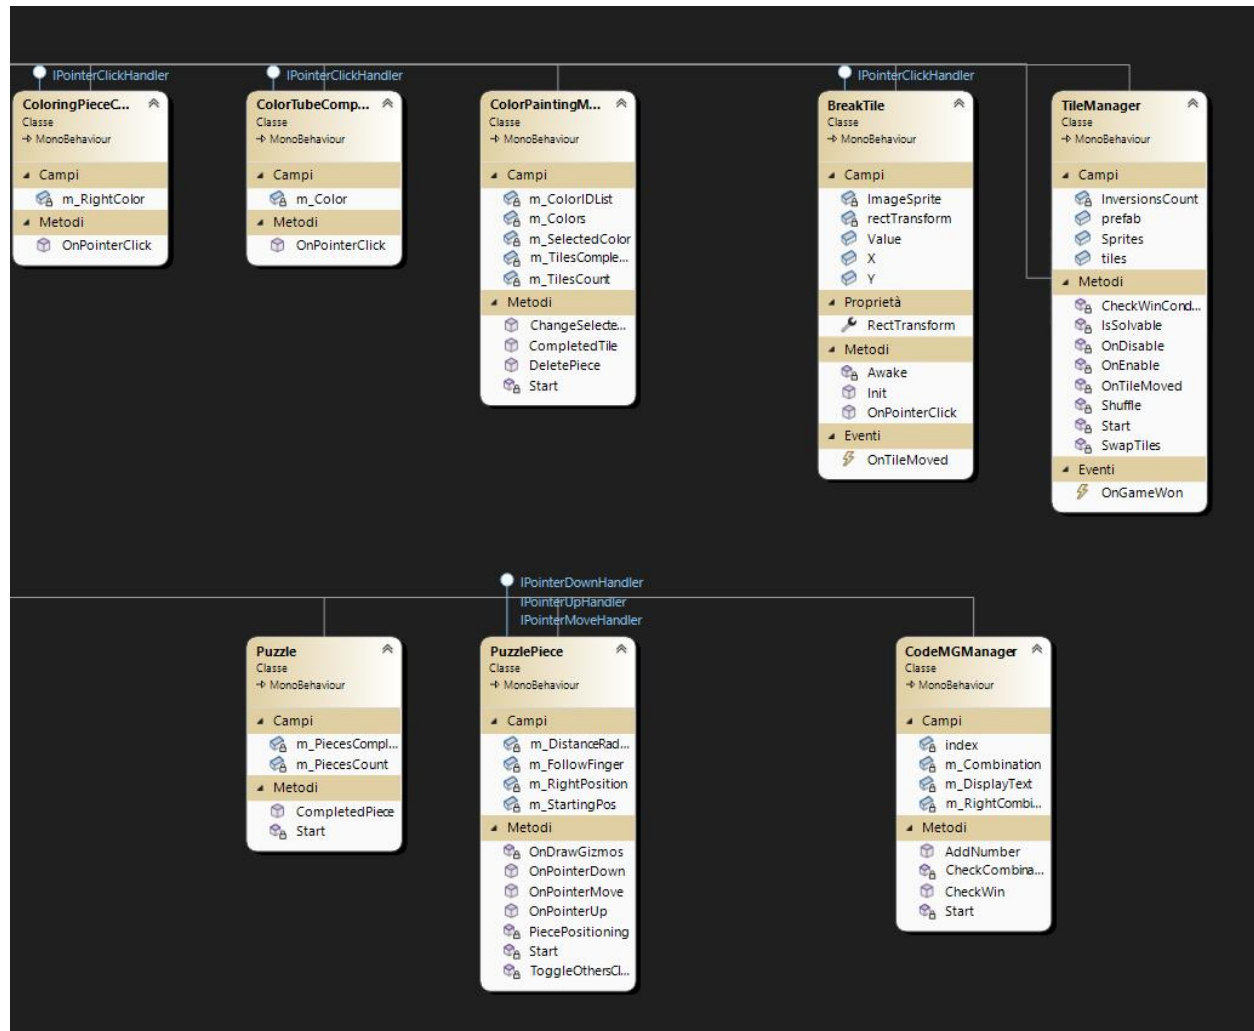 IPointerClickHandler
ColoringPieceC...
Classe
MonoBehaviour
Campi
m_RightColor
Metodi
OnPointerClick
IPointerClickHandler
ColorTubeComp...
Classe
MonoBehaviour
Campi
m_Color
Metodi
OnPointerClick
ColorPaintingM...
Classe
MonoBehaviour
Campi
m_ColorIDList
m_Colors
m_SelectedColor
m_TilesComple...
m_TilesCount
Metodi
ChangeSelecte...
CompletedTile
DeletePiece
Start
IPointerClickHandler
BreakTile
Classe
MonoBehaviour
Campi
ImageSprite
rectTransform
Value
X
Y
Proprietà
RectTransform
Metodi
Awake
Init
OnPointerClick
Eventi
OnTileMoved
TileManager
Classe
MonoBehaviour
Campi
InversionsCount
prefab
Sprites
tiles
Metodi
CheckWinCond...
IsSolvable
OnDisable
OnEnable
OnTileMoved
Shuffle
Start
SwapTiles
Eventi
OnGameWon
Puzzle
Classe
MonoBehaviour
Campi
m_PiecesCompl...
m_PiecesCount
Metodi
CompletedPiece
Start
IPointerDownHandler
IPointerUpHandler
IPointerMoveHandler
PuzzlePiece
Classe
MonoBehaviour
Campi
m_DistanceRad...
m_FollowFinger
m_RightPosition
m_StartingPos
Metodi
OnDrawGizmos
OnPointerDown
OnPointerMove
OnPointerUp
PiecePositioning
Start
ToggleOthersCl...
CodeMGManager
Classe
MonoBehaviour
Campi
index
m_Combination
m_DisplayText
m_RightCombi...
Metodi
AddNumber
CheckCombina...
CheckWin
Start